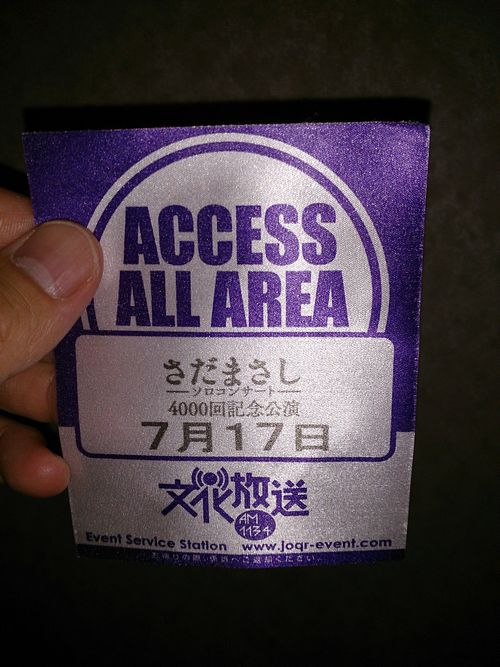 ACCESS
ALL AREA
さだまさし
ソロコンサート
4000回記念公演
7月17日
文化放送
AM
1134
Event Service Station www.joqr-event.com